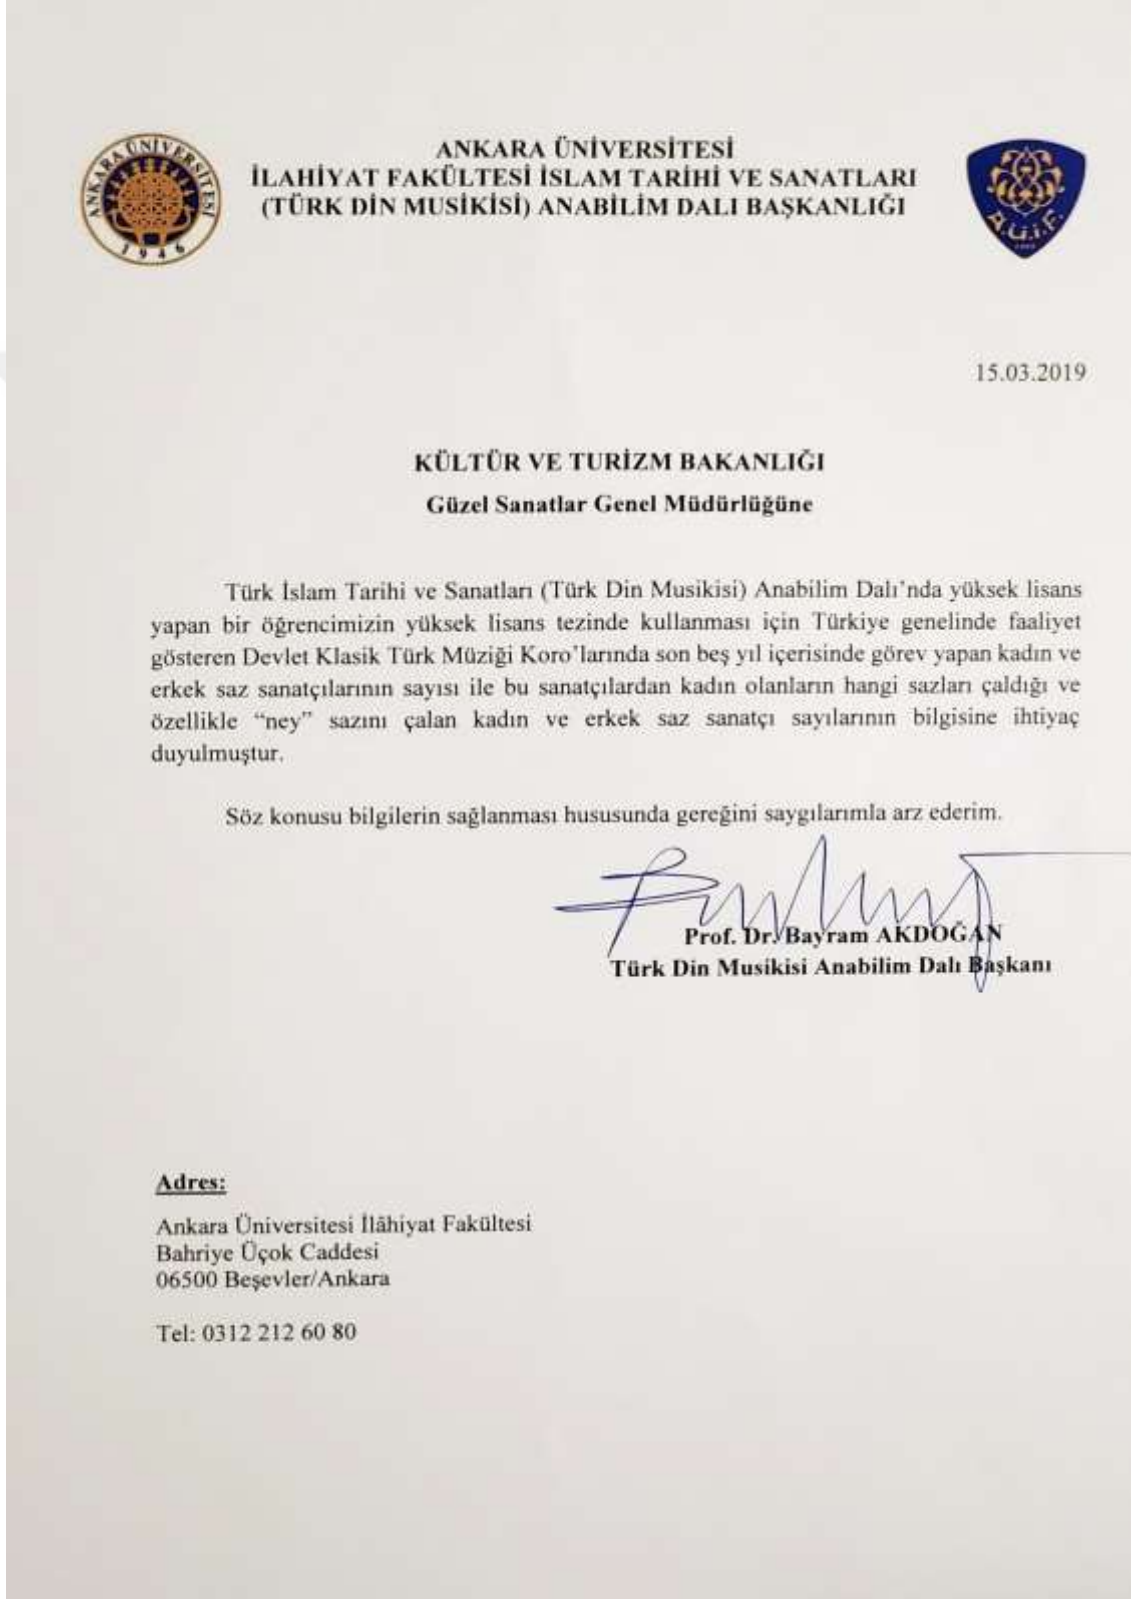 ANKARA ÜNİVERSİTESİ
1946
ANKARA ÜNİVERSİTESİ
İLAHİYAT FAKÜLTESİ İSLAM TARİHİ VE SANATLARI
(TÜRK DİN MUSIKİSİ) ANABİLİM DALI BAŞKANLIĞI
A.Ü.İ.F.
15.03.2019
KÜLTÜR VE TURİZM BAKANLIĞI
Güzel Sanatlar Genel Müdürlüğüne
Türk İslam Tarihi ve Sanatları (Türk Din Musikisi) Anabilim Dalı’nda yüksek lisans
yapan bir öğrencimizin yüksek lisans tezinde kullanması için Türkiye genelinde faaliyet
gösteren Devlet Klasik Türk Müziği Koro’larında son beş yıl içerisinde görev yapan kadın ve
erkek saz sanatçılarının sayısı ile bu sanatçılardan kadın olanların hangi sazları çaldığı ve
özellikle “ney” sazını çalan kadın ve erkek saz sanatçı sayılarının bilgisine ihtiyaç
duyulmuştur.
Söz konusu bilgilerin sağlanması hususunda gereğini saygılarımla arz ederim.
Prof. Dr. Bayram AKDOĞAN
Türk Din Musikisi Anabilim Dalı Başkanı
Adres:
Ankara Üniversitesi İlâhiyat Fakültesi
Bahriye Üçok Caddesi
06500 Beşevler/Ankara
Tel: 0312 212 60 80